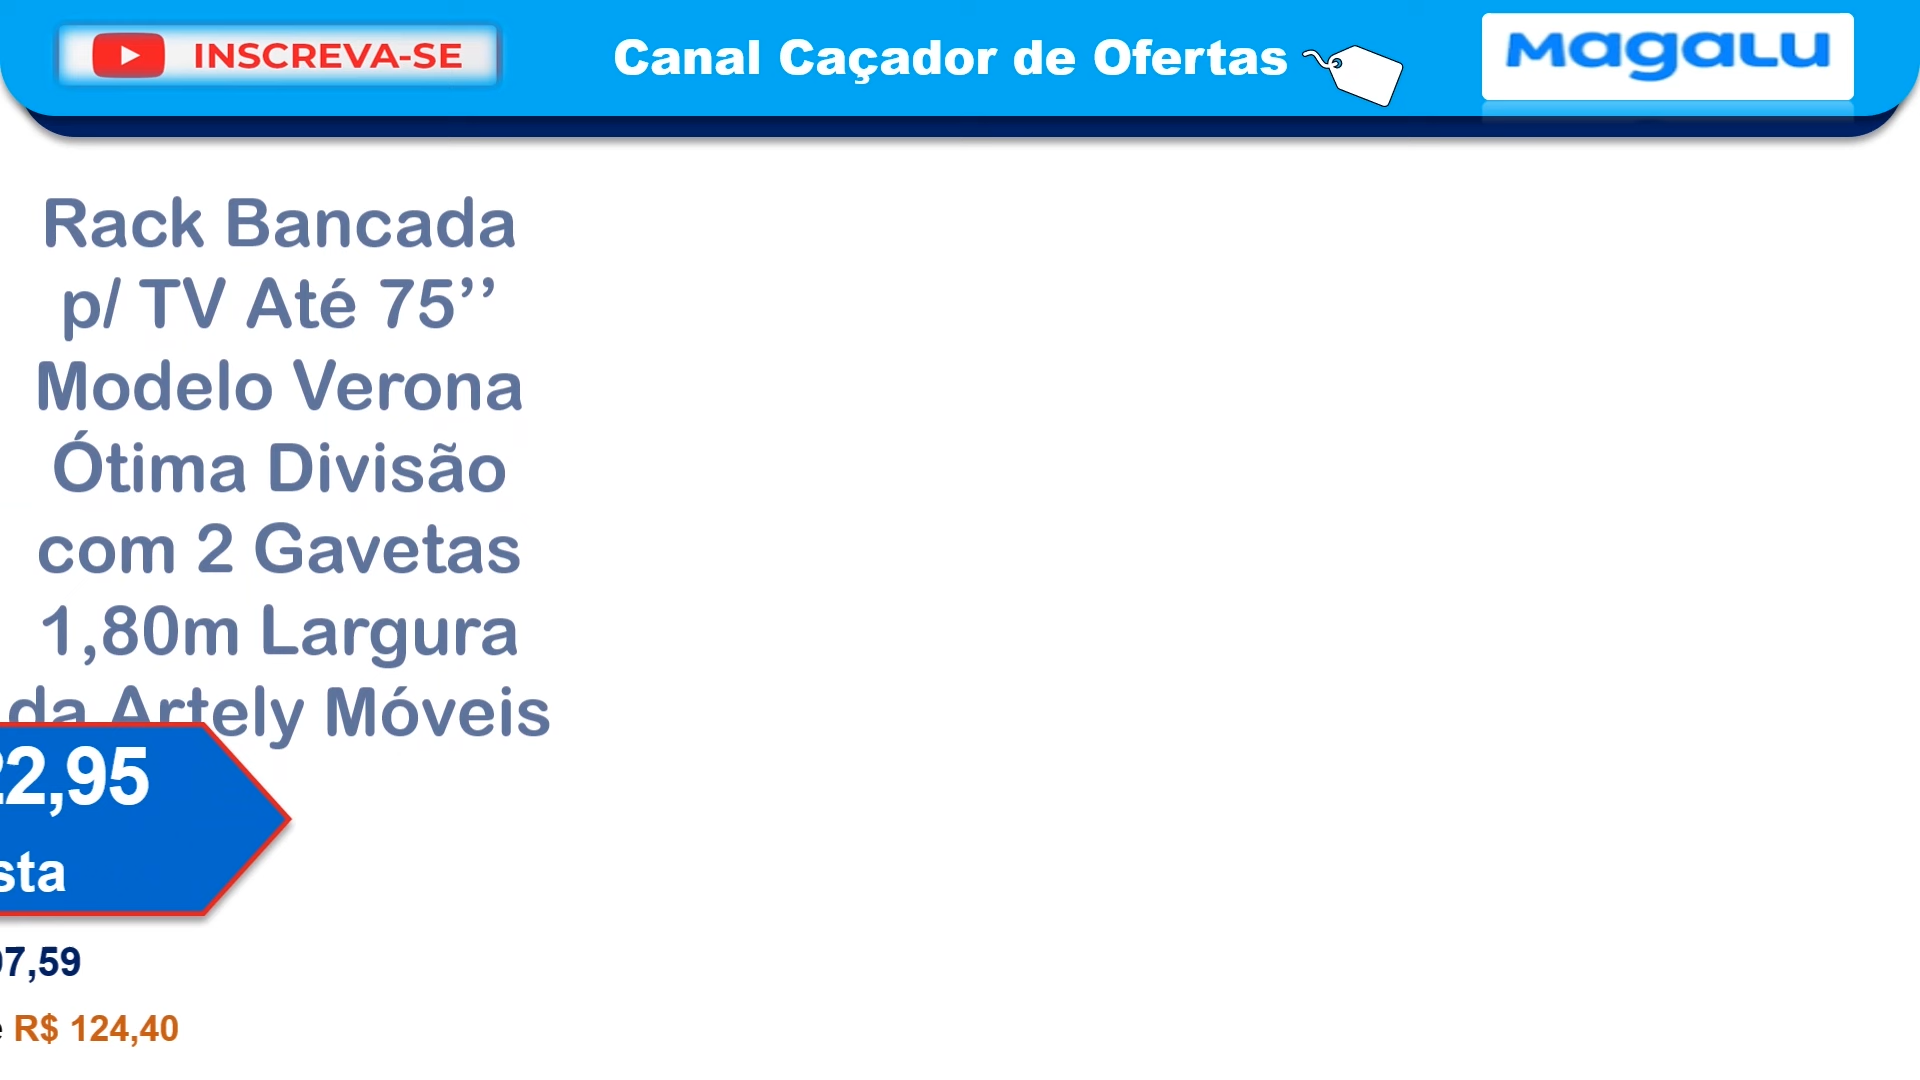 INSCREVA-SE
Canal Caçador de Ofertas
MagaLu
Rack Bancada
p/ TV Até 75’’
Modelo Verona
Ótima Divisão
com 2 Gavetas
1,80m Largura
da Artely Móveis
2,95
sta
7,59
R$ 124,40